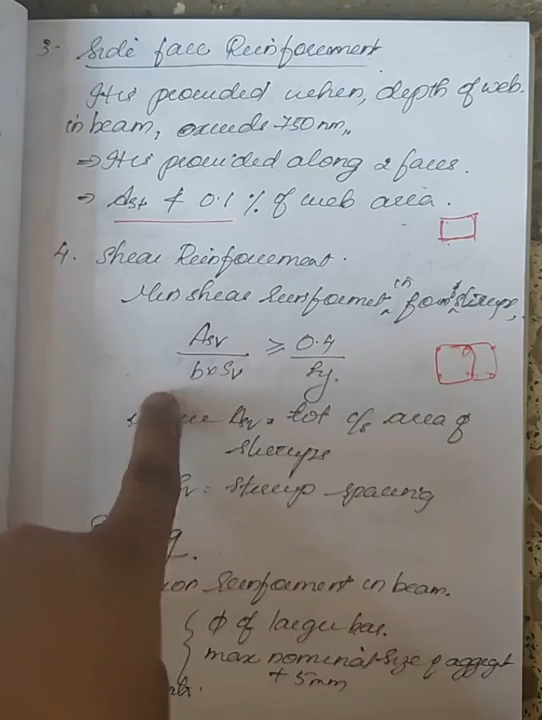 3. Side face Reinforcement
It is provided when, depth of web.
in beam, exceeds 750 mm,,
⇒ It is provided along 2 faces.
⇒ Ast ≮ 0.1 % of web area.
4. Shear Reinforcement.
Min shear reinforcement in form of stirrups,
Asv / b×Sv ≥ 0.4 / fy.
Asv = tot c/s area of
stirrups
= stirrup spacing
Reinforcement in beam.
ϕ of larger bar.
max nominal size of aggregt
+ 5mm